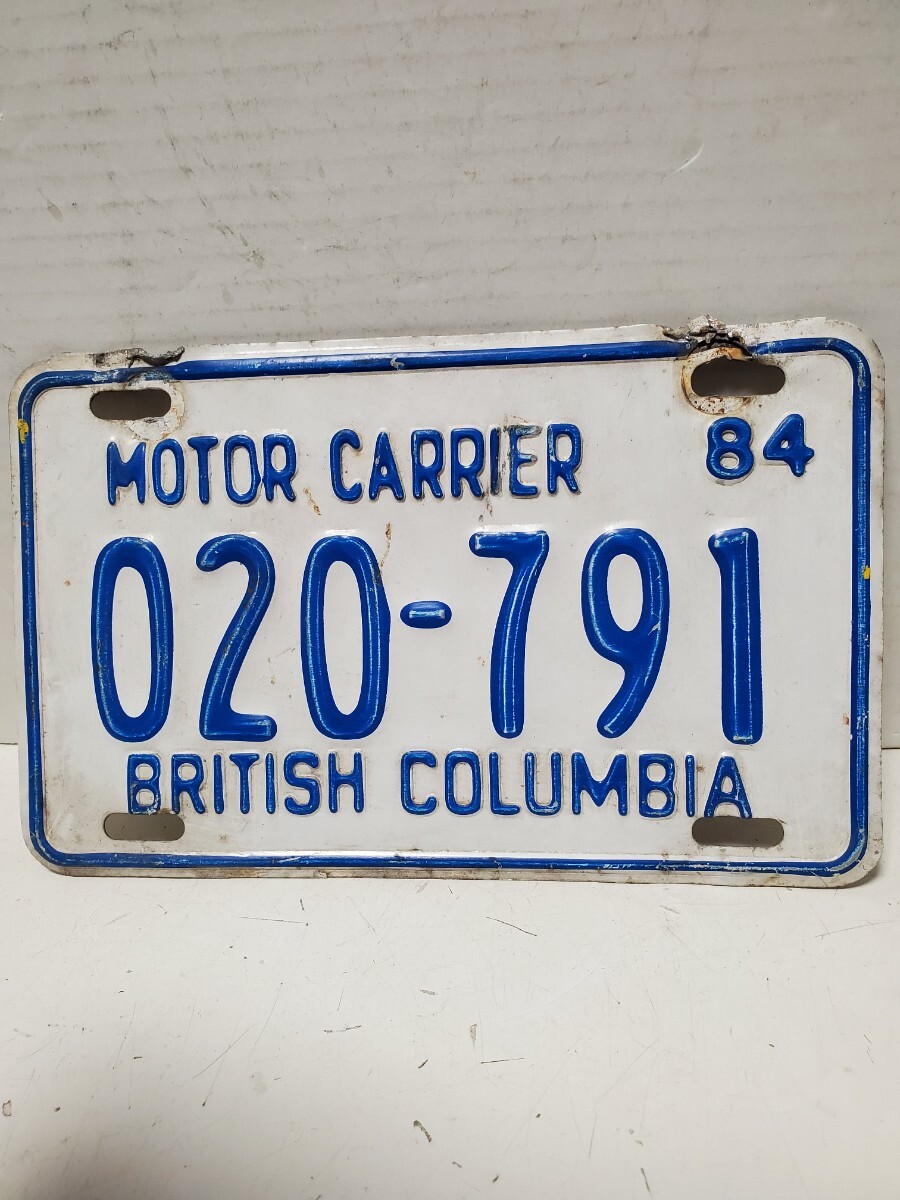 MOTOR CARRIER 84
020-791
BRITISH COLUMBIA